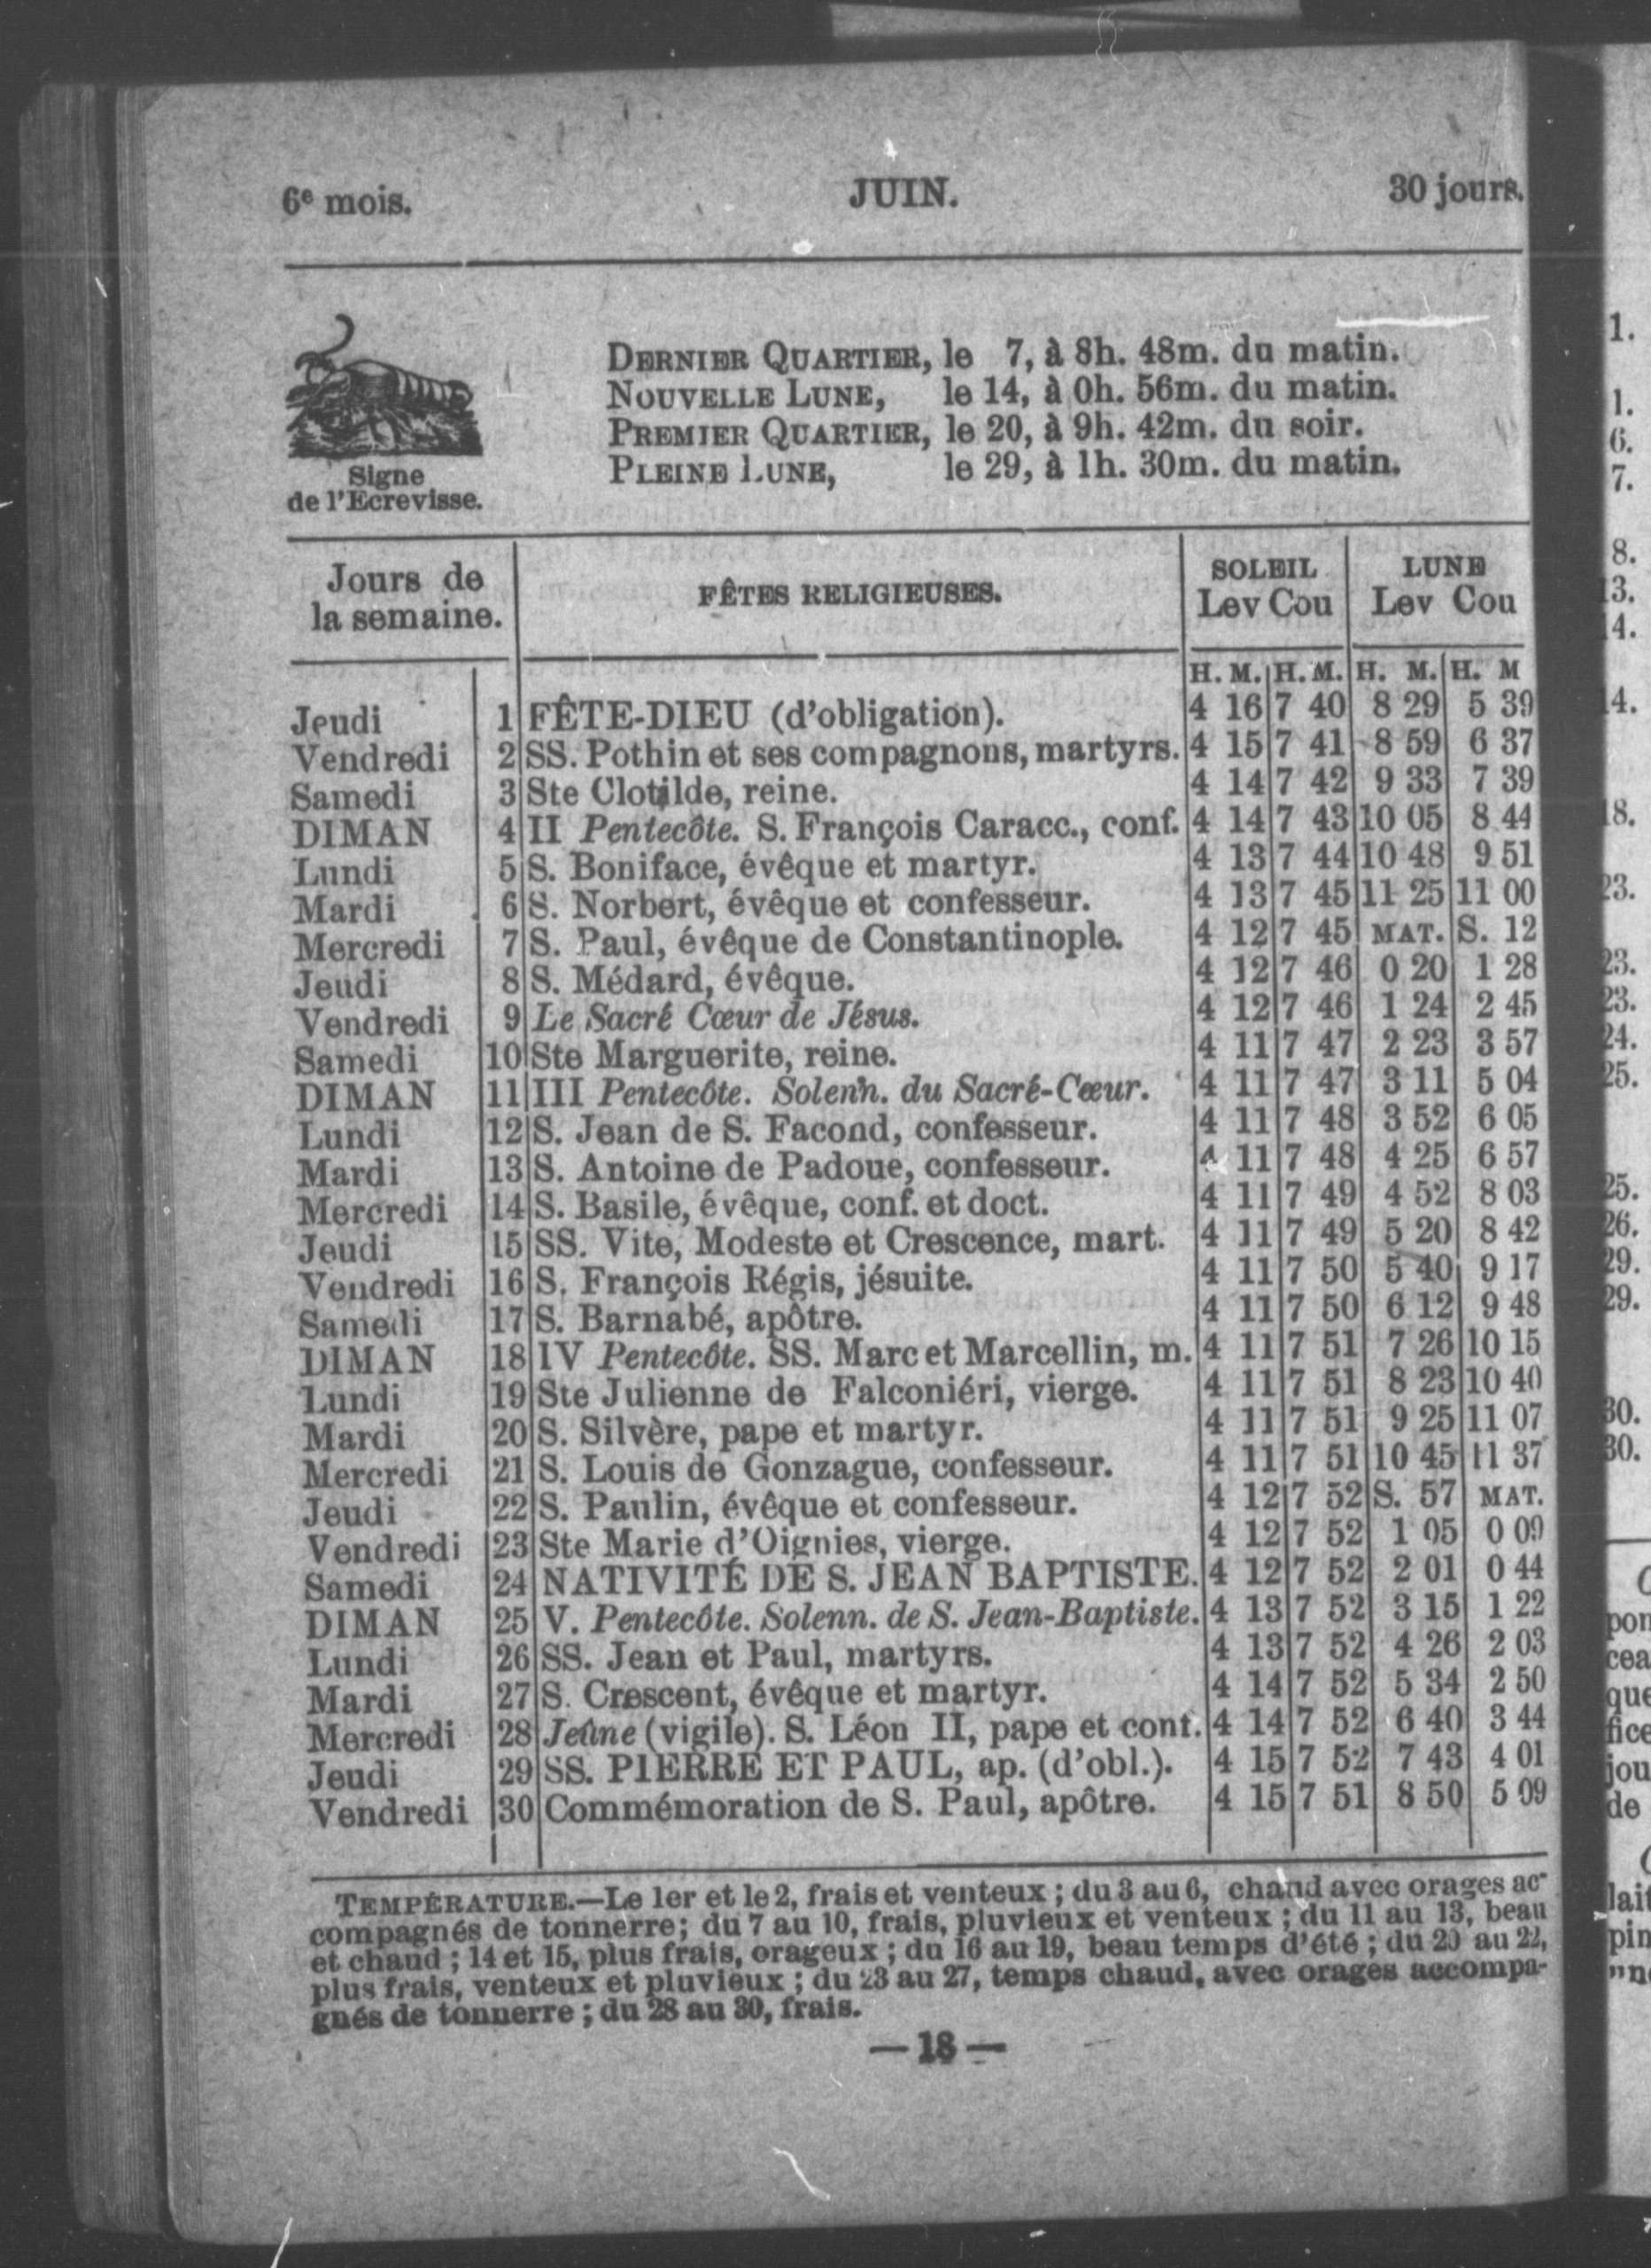 6e mois. JUIN. 30 jours.
DERNIER QUARTIER, le 7, à 8h. 48m. du matin.
NOUVELLE LUNE, le 14, à 0h. 56m. du matin.
PREMIER QUARTIER, le 20, à 9h. 42m. du soir.
PLEINE LUNE, le 29, à 1h. 30m. du matin.
Signe
de l'Ecrevisse.
Jours de la semaine. FÊTES RELIGIEUSES. SOLEIL Lev Cou LUNE Lev Cou
H. M. H. M. H. M. H. M
Jeudi 1 FÊTE-DIEU (d'obligation). 4 16 7 40 8 29 5 39
Vendredi 2 SS. Pothin et ses compagnons, martyrs. 4 15 7 41 8 59 6 37
Samedi 3 Ste Clotilde, reine. 4 14 7 42 9 33 7 39
DIMAN 4 II Pentecôte. S. François Caracc., conf. 4 14 7 43 10 05 8 44
Lundi 5 S. Boniface, évêque et martyr. 4 13 7 44 10 48 9 51
Mardi 6 S. Norbert, évêque et confesseur. 4 13 7 45 11 25 11 00
Mercredi 7 S. Paul, évêque de Constantinople. 4 12 7 45 MAT. S. 12
Jeudi 8 S. Médard, évêque. 4 12 7 46 0 20 1 28
Vendredi 9 Le Sacré Cœur de Jésus. 4 12 7 46 1 24 2 45
Samedi 10 Ste Marguerite, reine. 4 11 7 47 2 23 3 57
DIMAN 11 III Pentecôte. Solenn. du Sacré-Cœur. 4 11 7 47 3 11 5 04
Lundi 12 S. Jean de S. Facond, confesseur. 4 11 7 48 3 52 6 05
Mardi 13 S. Antoine de Padoue, confesseur. 4 11 7 48 4 25 6 57
Mercredi 14 S. Basile, évêque, conf. et doct. 4 11 7 49 4 52 8 03
Jeudi 15 SS. Vite, Modeste et Crescence, mart. 4 11 7 49 5 20 8 42
Vendredi 16 S. François Régis, jésuite. 4 11 7 50 5 40 9 17
Samedi 17 S. Barnabé, apôtre. 4 11 7 50 6 12 9 48
DIMAN 18 IV Pentecôte. SS. Marc et Marcellin, m. 4 11 7 51 7 26 10 15
Lundi 19 Ste Julienne de Falconiéri, vierge. 4 11 7 51 8 23 10 40
Mardi 20 S. Silvère, pape et martyr. 4 11 7 51 9 25 11 07
Mercredi 21 S. Louis de Gonzague, confesseur. 4 11 7 51 10 45 11 37
Jeudi 22 S. Paulin, évêque et confesseur. 4 12 7 52 S. 57 MAT.
Vendredi 23 Ste Marie d'Oignies, vierge. 4 12 7 52 1 05 0 09
Samedi 24 NATIVITÉ DE S. JEAN BAPTISTE. 4 12 7 52 2 01 0 44
DIMAN 25 V. Pentecôte. Solenn. de S. Jean-Baptiste. 4 13 7 52 3 15 1 22
Lundi 26 SS. Jean et Paul, martyrs. 4 13 7 52 4 26 2 03
Mardi 27 S. Crescent, évêque et martyr. 4 14 7 52 5 34 2 50
Mercredi 28 Jeûne (vigile). S. Léon II, pape et conf. 4 14 7 52 6 40 3 44
Jeudi 29 SS. PIERRE ET PAUL, ap. (d'obl.). 4 15 7 52 7 43 4 01
Vendredi 30 Commémoration de S. Paul, apôtre. 4 15 7 51 8 50 5 09
TEMPÉRATURE.—Le 1er et le 2, frais et venteux ; du 3 au 6, chaud avec orages ac-
compagnés de tonnerre; du 7 au 10, frais, pluvieux et venteux ; du 11 au 13, beau
et chaud ; 14 et 15, plus frais, orageux ; du 16 au 19, beau temps d'été ; du 20 au 22,
plus frais, venteux et pluvieux ; du 23 au 27, temps chaud, avec orages accompa-
gnés de tonnerre ; du 28 au 30, frais.
— 18 —